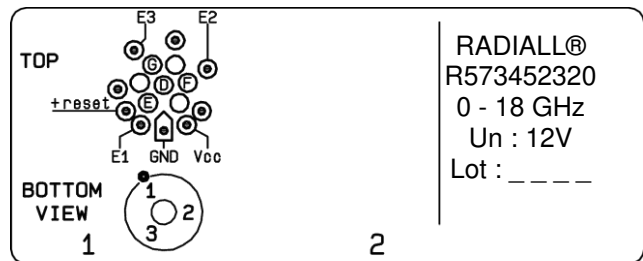 E3 E2
TOP
G
D F
E
+reset
E1 GND Vcc
BOTTOM
VIEW
1
2
3
1 2
RADIALL®
R573452320
0 - 18 GHz
Un : 12V
Lot : _ _ _ _